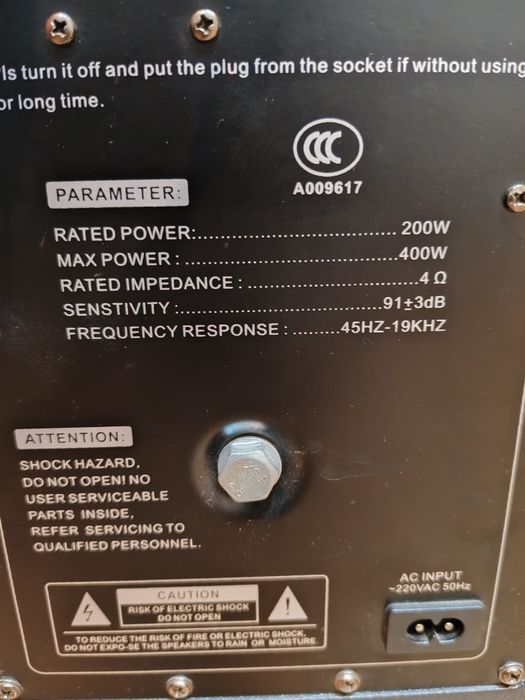 Pls turn it off and put the plug from the socket if without using
for long time.
CCC
A009617
PARAMETER:
RATED POWER:.................................... 200W
MAX POWER : ......................................400W
RATED IMPEDANCE : ..............................4 Ω
SENSTIVITY :....................................91±3dB
FREQUENCY RESPONSE : ........45HZ-19KHZ
ATTENTION:
SHOCK HAZARD,
DO NOT OPEN! NO
USER SERVICEABLE
PARTS INSIDE,
REFER SERVICING TO
QUALIFIED PERSONNEL.
CAUTION
RISK OF ELECTRIC SHOCK
DO NOT OPEN
TO REDUCE THE RISK OF FIRE OR ELECTRIC SHOCK,
DO NOT EXPO-SE THE SPEAKERS TO RAIN OR MOISTURE.
AC INPUT
~220VAC 50Hz